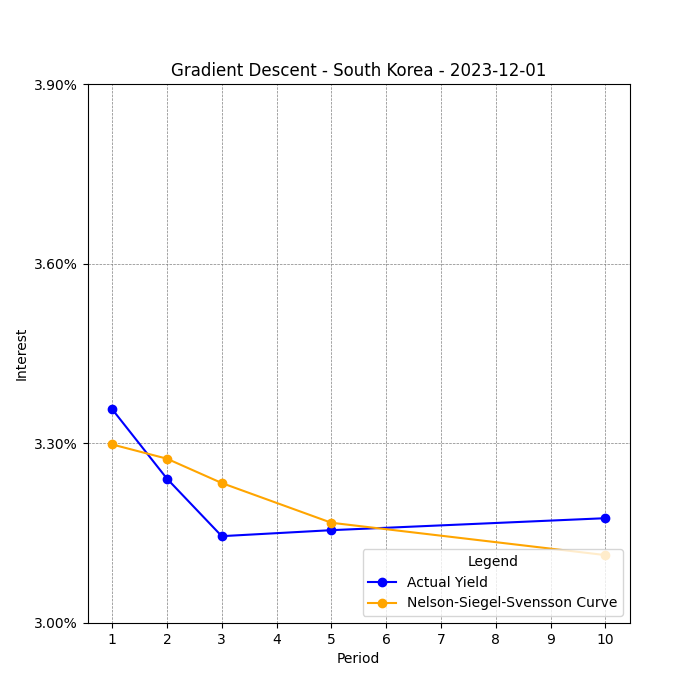 Gradient Descent - South Korea - 2023-12-01
3.90%
3.60%
3.30%
3.00%
Interest
1 2 3 4 5 6 7 8 9 10
Period
Legend
Actual Yield
Nelson-Siegel-Svensson Curve